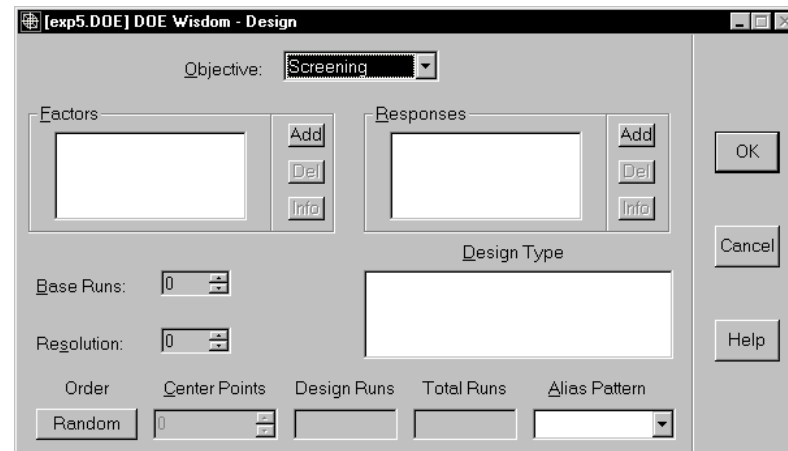 [exp5.DOE] DOE Wisdom - Design
Objective: Screening
Factors
Add
Del
Info
Responses
Add
Del
Info
OK
Cancel
Help
Design Type
Base Runs: 0
Resolution: 0
Order Center Points Design Runs Total Runs Alias Pattern
Random 0